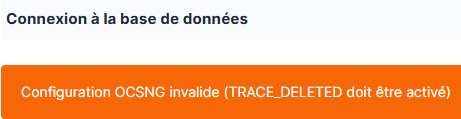 Connexion à la base de données
Configuration OCSNG invalide (TRACE_DELETED doit être activé)